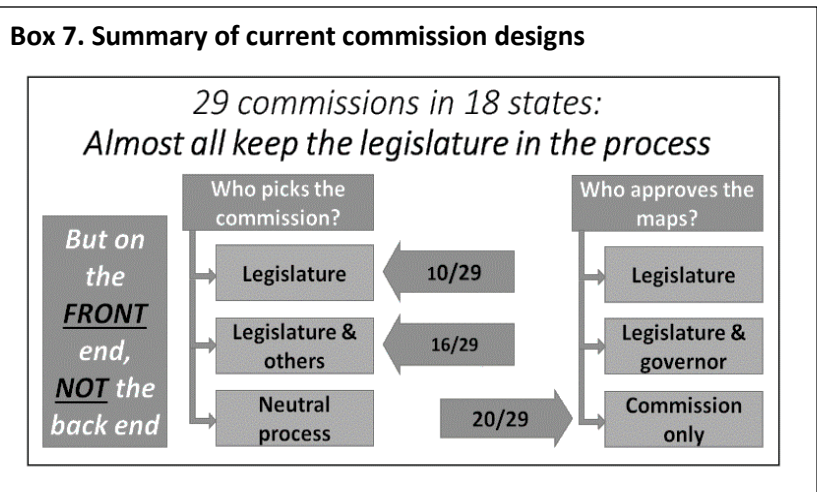 Box 7. Summary of current commission designs
29 commissions in 18 states:
Almost all keep the legislature in the process
But on
the
FRONT
end,
NOT the
back end
Who picks the
commission?
Legislature
Legislature &
others
Neutral
process
10/29
16/29
20/29
Who approves the
maps?
Legislature
Legislature &
governor
Commission
only